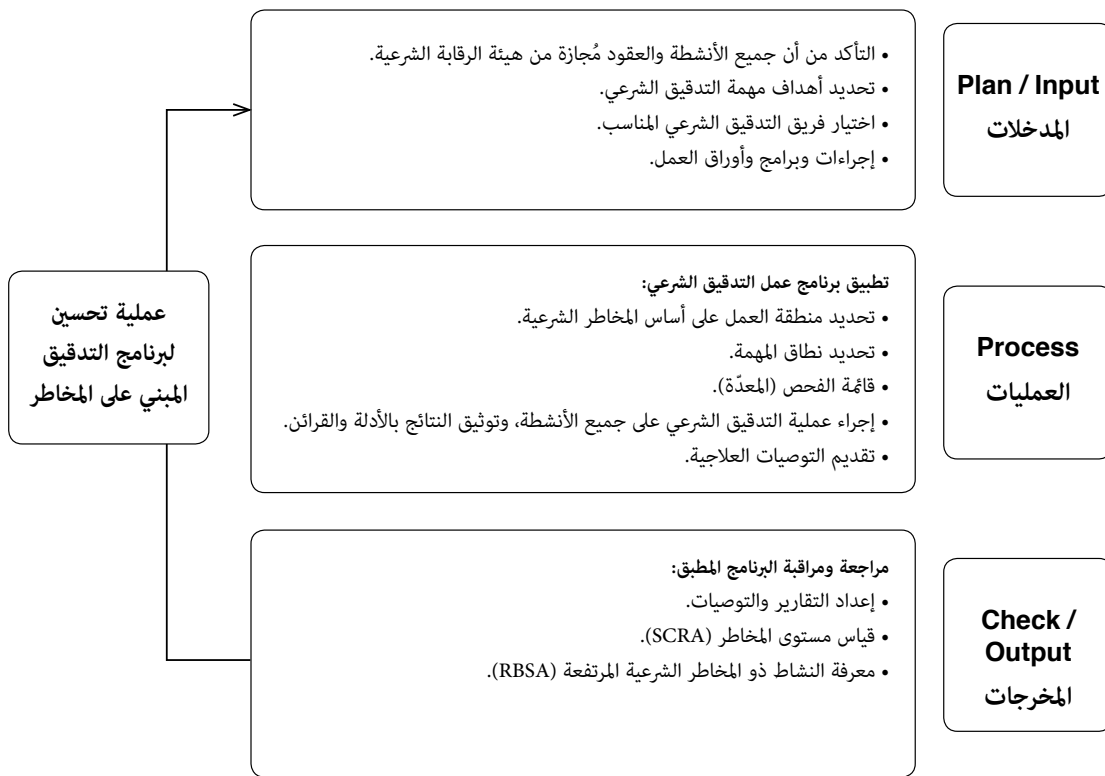 Plan / Input
المدخلات
• التأكد من أن جميع الأنشطة والعقود مُجازة من هيئة الرقابة الشرعية.
• تحديد أهداف مهمة التدقيق الشرعي.
• اختيار فريق التدقيق الشرعي المناسب.
• إجراءات وبرامج وأوراق العمل.
Process
العمليات
تطبيق برنامج عمل التدقيق الشرعي:
• تحديد منطقة العمل على أساس المخاطر الشرعية.
• تحديد نطاق المهمة.
• قائمة الفحص (المعدّة).
• إجراء عملية التدقيق الشرعي على جميع الأنشطة، وتوثيق النتائج بالأدلة والقرائن.
• تقديم التوصيات العلاجية.
عملية تحسين
لبرنامج التدقيق
المبني على المخاطر
Check /
Output
المخرجات
مراجعة ومراقبة البرنامج المطبق:
• إعداد التقارير والتوصيات.
• قياس مستوى المخاطر (SCRA).
• معرفة النشاط ذو المخاطر الشرعية المرتفعة (RBSA).